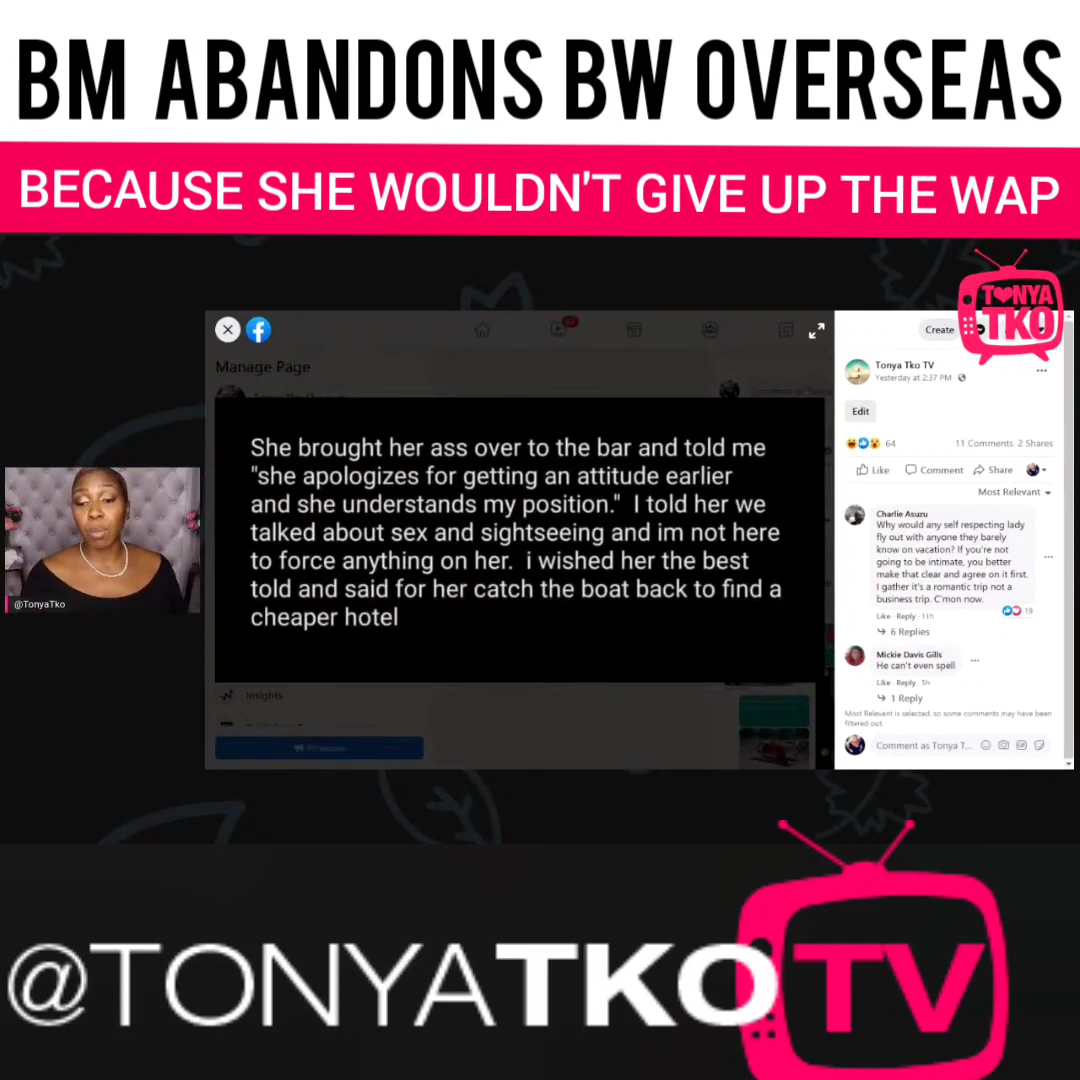 BM ABANDONS BW OVERSEAS
BECAUSE SHE WOULDN'T GIVE UP THE WAP
TONYA
TKO
Manage Page
She brought her ass over to the bar and told me
"she apologizes for getting an attitude earlier
and she understands my position." I told her we
talked about sex and sightseeing and im not here
to force anything on her. i wished her the best
told and said for her catch the boat back to find a
cheaper hotel
Insights
Promote
@TonyaTko
Create
Tonya Tko TV
Yesterday at 2:37 PM
Edit
64
11 Comments 2 Shares
Like Comment Share
Most Relevant
Charlie Asuzu
Why would any self respecting lady
fly out with anyone they barely
know on vacation? If you're not
going to be intimate, you better
make that clear and agree on it first.
I gather it's a romantic trip not a
business trip. C'mon now.
19
Like · Reply · 11h
6 Replies
Mickie Davis Gills
He can't even spell
Like · Reply · 5h
1 Reply
Most Relevant is selected, so some comments may have been
filtered out.
Comment as Tonya T...
@TONYATKO TV